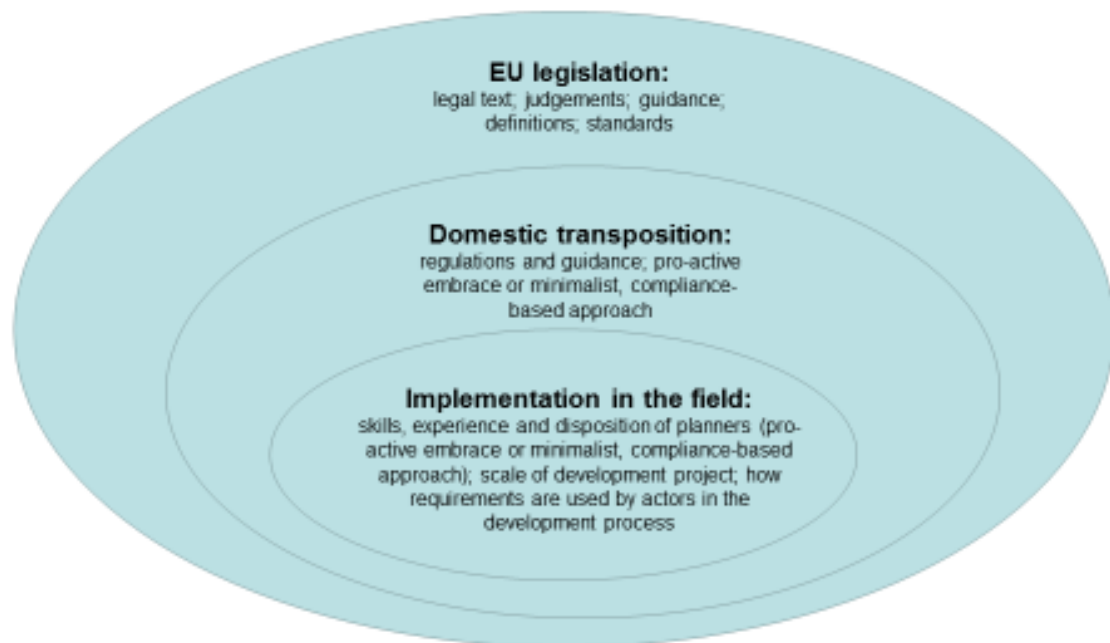 EU legislation:
legal text; judgements; guidance;
definitions; standards
Domestic transposition:
regulations and guidance; pro-active
embrace or minimalist, compliance-
based approach
Implementation in the field:
skills, experience and disposition of planners (pro-
active embrace or minimalist, compliance-based
approach); scale of development project; how
requirements are used by actors in the
development process